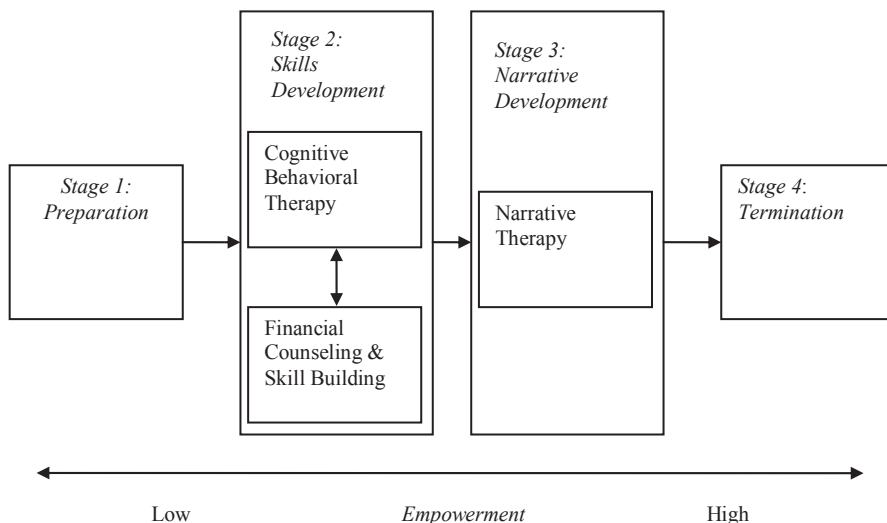 Stage 1:
Preparation
Stage 2:
Skills
Development
Cognitive
Behavioral
Therapy
Financial
Counseling &
Skill Building
Stage 3:
Narrative
Development
Narrative
Therapy
Stage 4:
Termination
Low Empowerment High